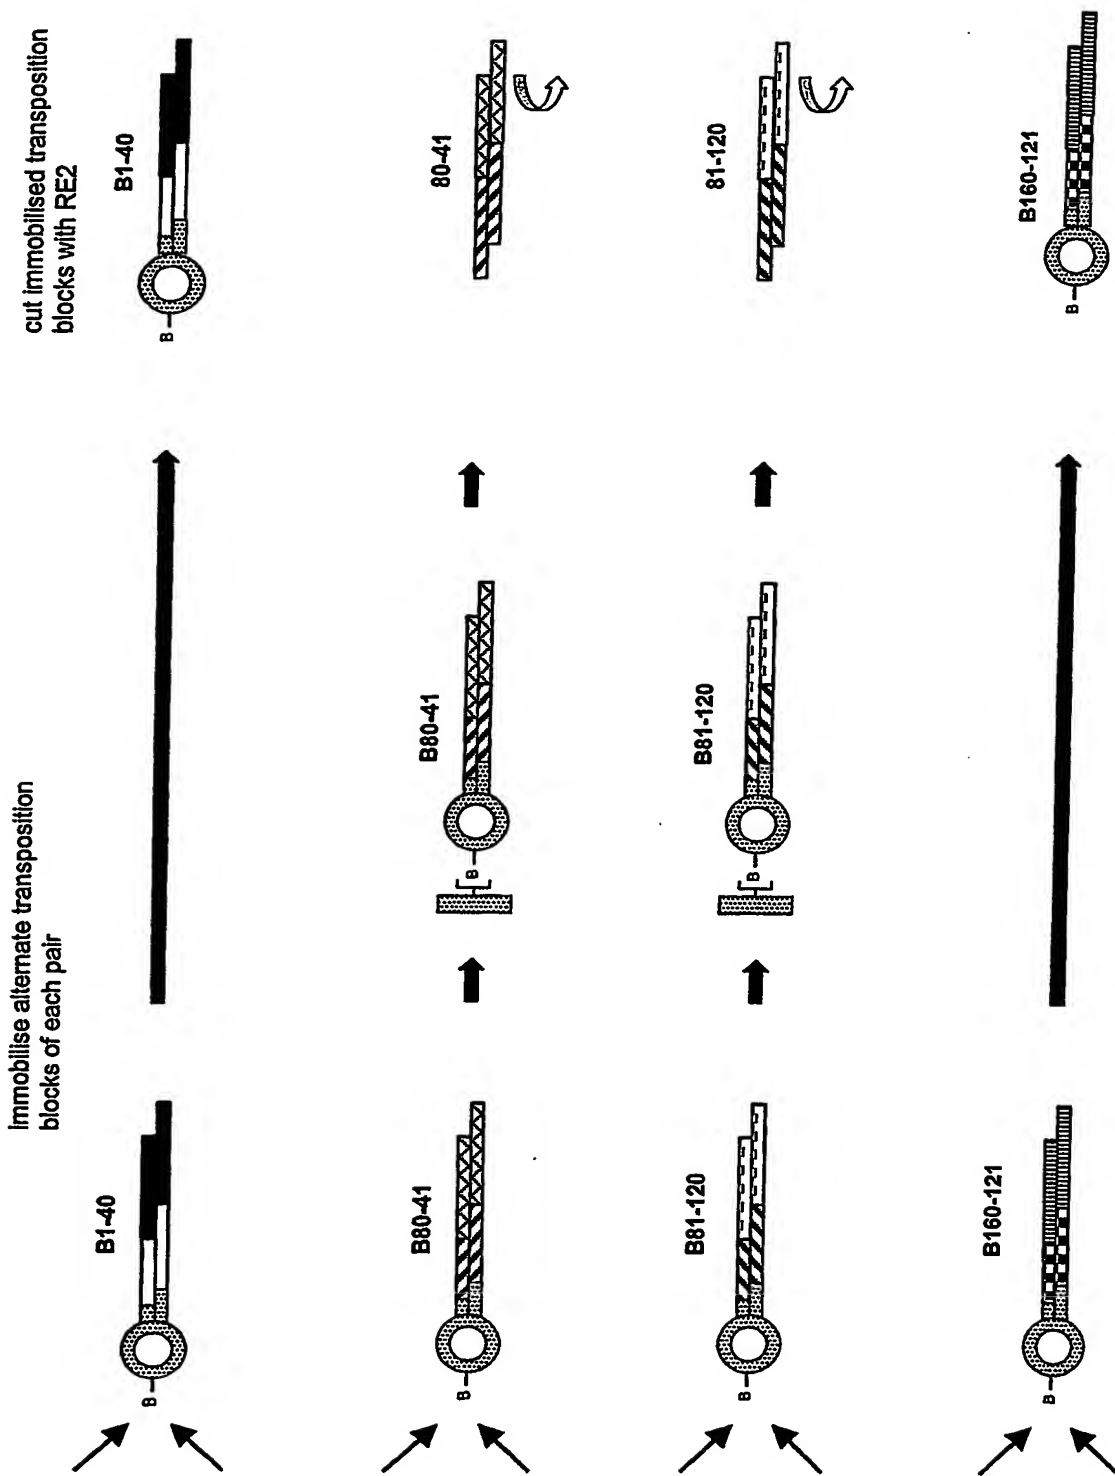 Immobilise alternate transposition
blocks of each pair
cut immobilised transposition
blocks with RE2
B1-40
B1-40
B
B
B80-41
B80-41
80-41
B
B
B81-120
B81-120
81-120
B
B
B160-121
B160-121
B
B